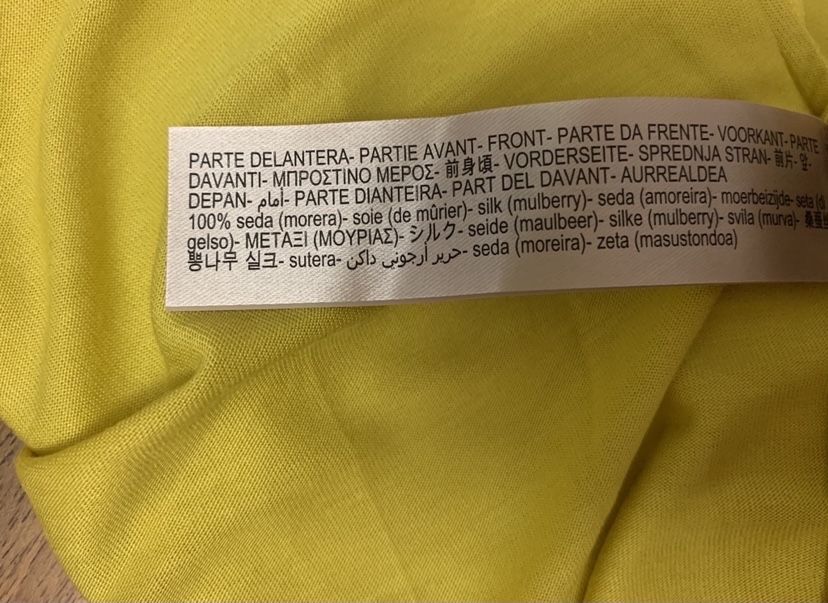 PARTE DELANTERA- PARTIE AVANT- FRONT- PARTE DA FRENTE- VOORKANT- PARTE
DAVANTI- ΜΠΡΟΣΤΙΝΟ ΜΕΡΟΣ- 前身頃- VORDERSEITE- SPREDNJA STRAN- 前片- 앞-
DEPAN- أمام- PARTE DIANTEIRA- PART DEL DAVANT- AURREALDEA
100% seda (morera)- soie (de mûrier)- silk (mulberry)- seda (amoreira)- moerbeizijde- seta (di
gelso)- ΜΕΤΑΞΙ (ΜΟΥΡΙΑΣ)- シルク- seide (maulbeer)- silke (mulberry)- svila (murva)- 桑蚕丝
뽕나무 실크- sutera- حرير أرجوني داكن- seda (moreira)- zeta (masustondoa)